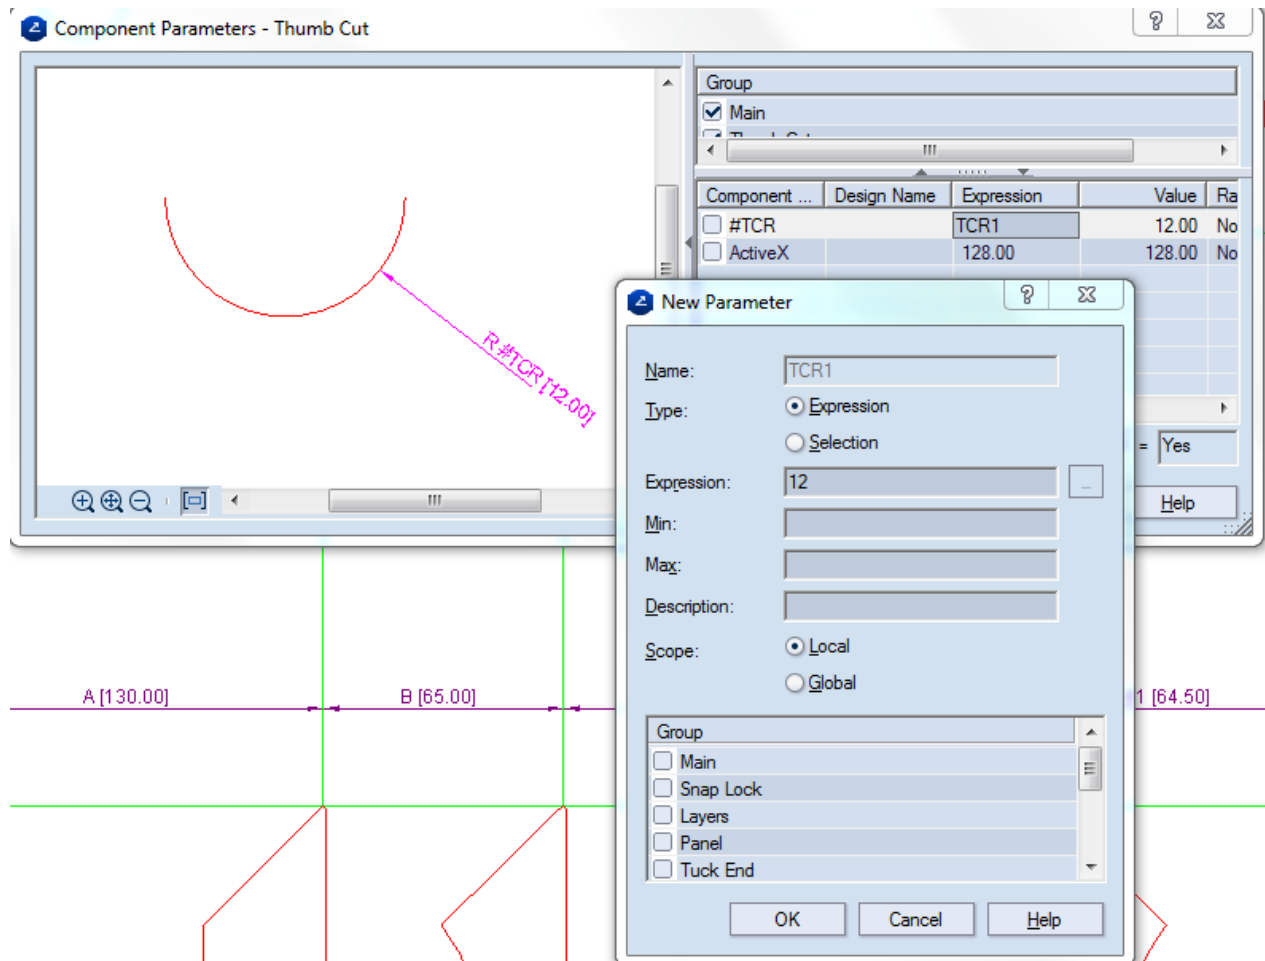 Component Parameters - Thumb Cut
Group
Main
Component ... Design Name Expression Value Ra
#TCR TCR1 12.00 No
ActiveX 128.00 128.00 No
R #TCR [12.00]
= Yes
Help
New Parameter
Name: TCR1
Type: Expression
Selection
Expression: 12 ...
Min:
Max:
Description:
Scope: Local
Global
Group
Main
Snap Lock
Layers
Panel
Tuck End
OK Cancel Help
A [130.00] B [65.00] 1 [64.50]